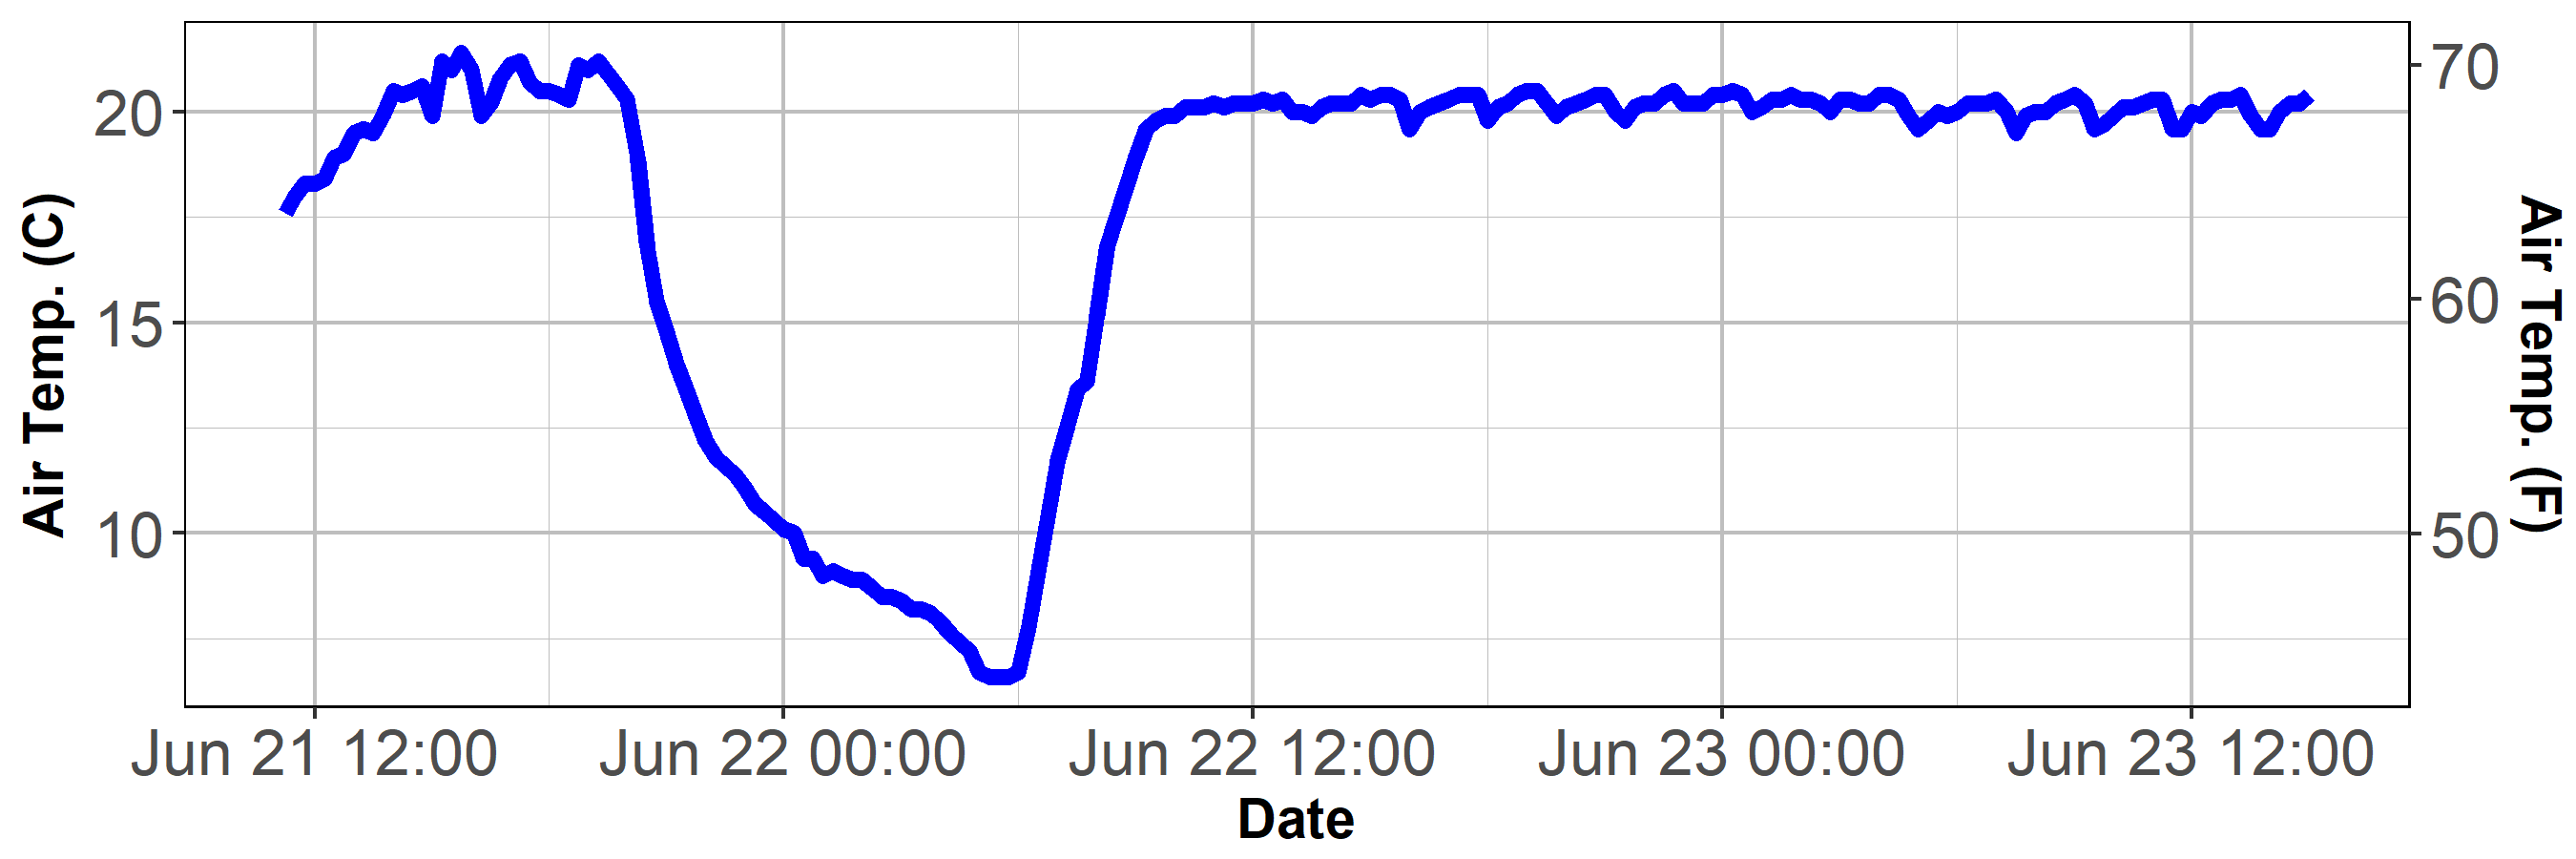 Air Temp. (C)
20
15
10
70
60
50
Air Temp. (F)
Jun 21 12:00
Jun 22 00:00
Jun 22 12:00
Jun 23 00:00
Jun 23 12:00
Date